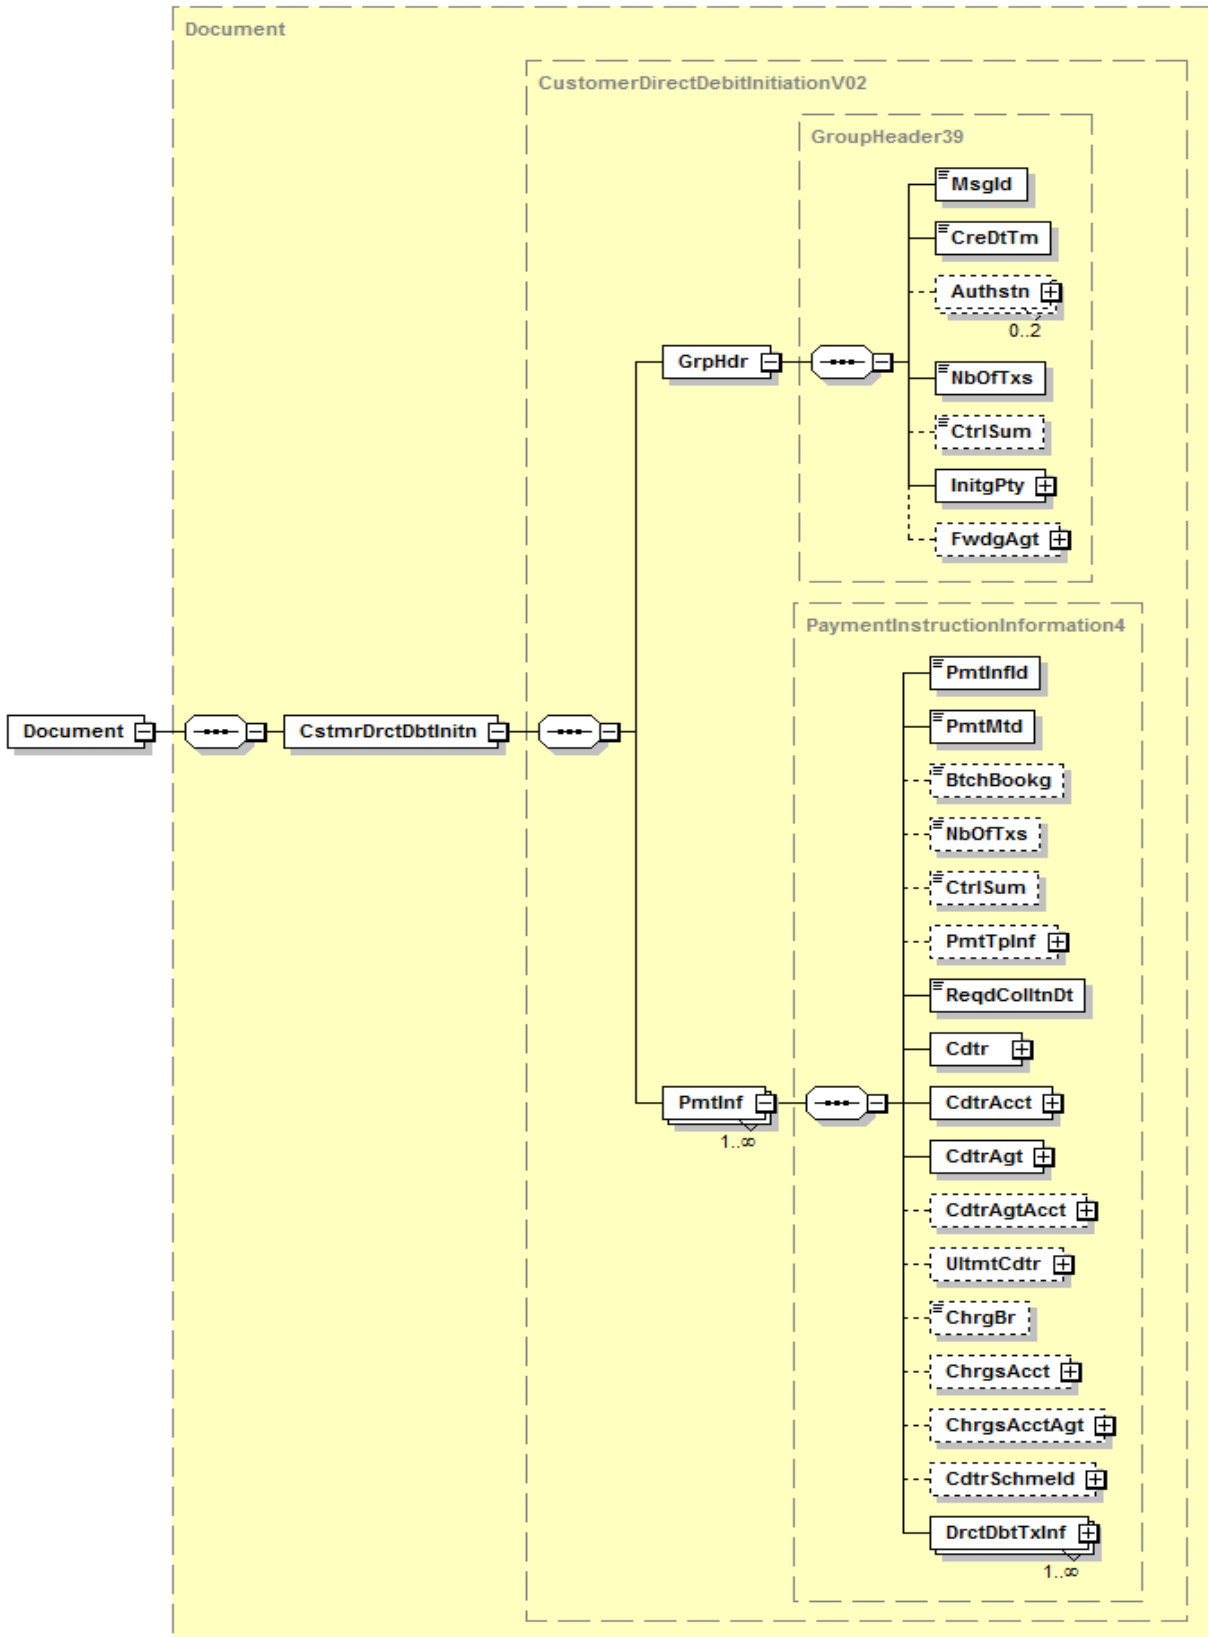 Document
CustomerDirectDebitInitiationV02
GroupHeader39
MsgId
CreDtTm
Authstn
0..2
GrpHdr
NbOfTxs
CtrlSum
InitgPty
FwdgAgt
PaymentInstructionInformation4
PmtInfId
PmtMtd
Document
CstmrDrctDbtInitn
BtchBookg
NbOfTxs
CtrlSum
PmtTpInf
ReqdColltnDt
Cdtr
PmtInf
1..∞
CdtrAcct
CdtrAgt
CdtrAgtAcct
UltmtCdtr
ChrgBr
ChrgsAcct
ChrgsAcctAgt
CdtrSchmeId
DrctDbtTxInf
1..∞